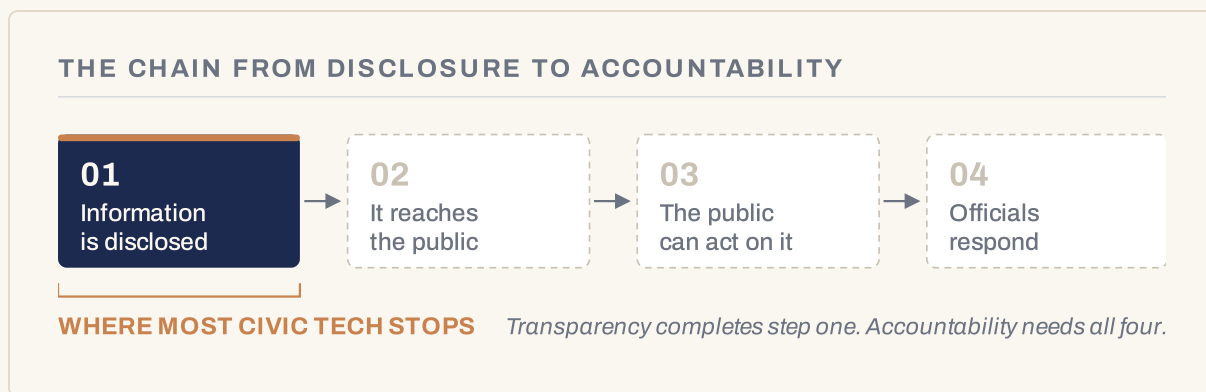 THE CHAIN FROM DISCLOSURE TO ACCOUNTABILITY
01
Information
is disclosed
02
It reaches
the public
03
The public
can act on it
04
Officials
respond
WHERE MOST CIVIC TECH STOPS
Transparency completes step one. Accountability needs all four.